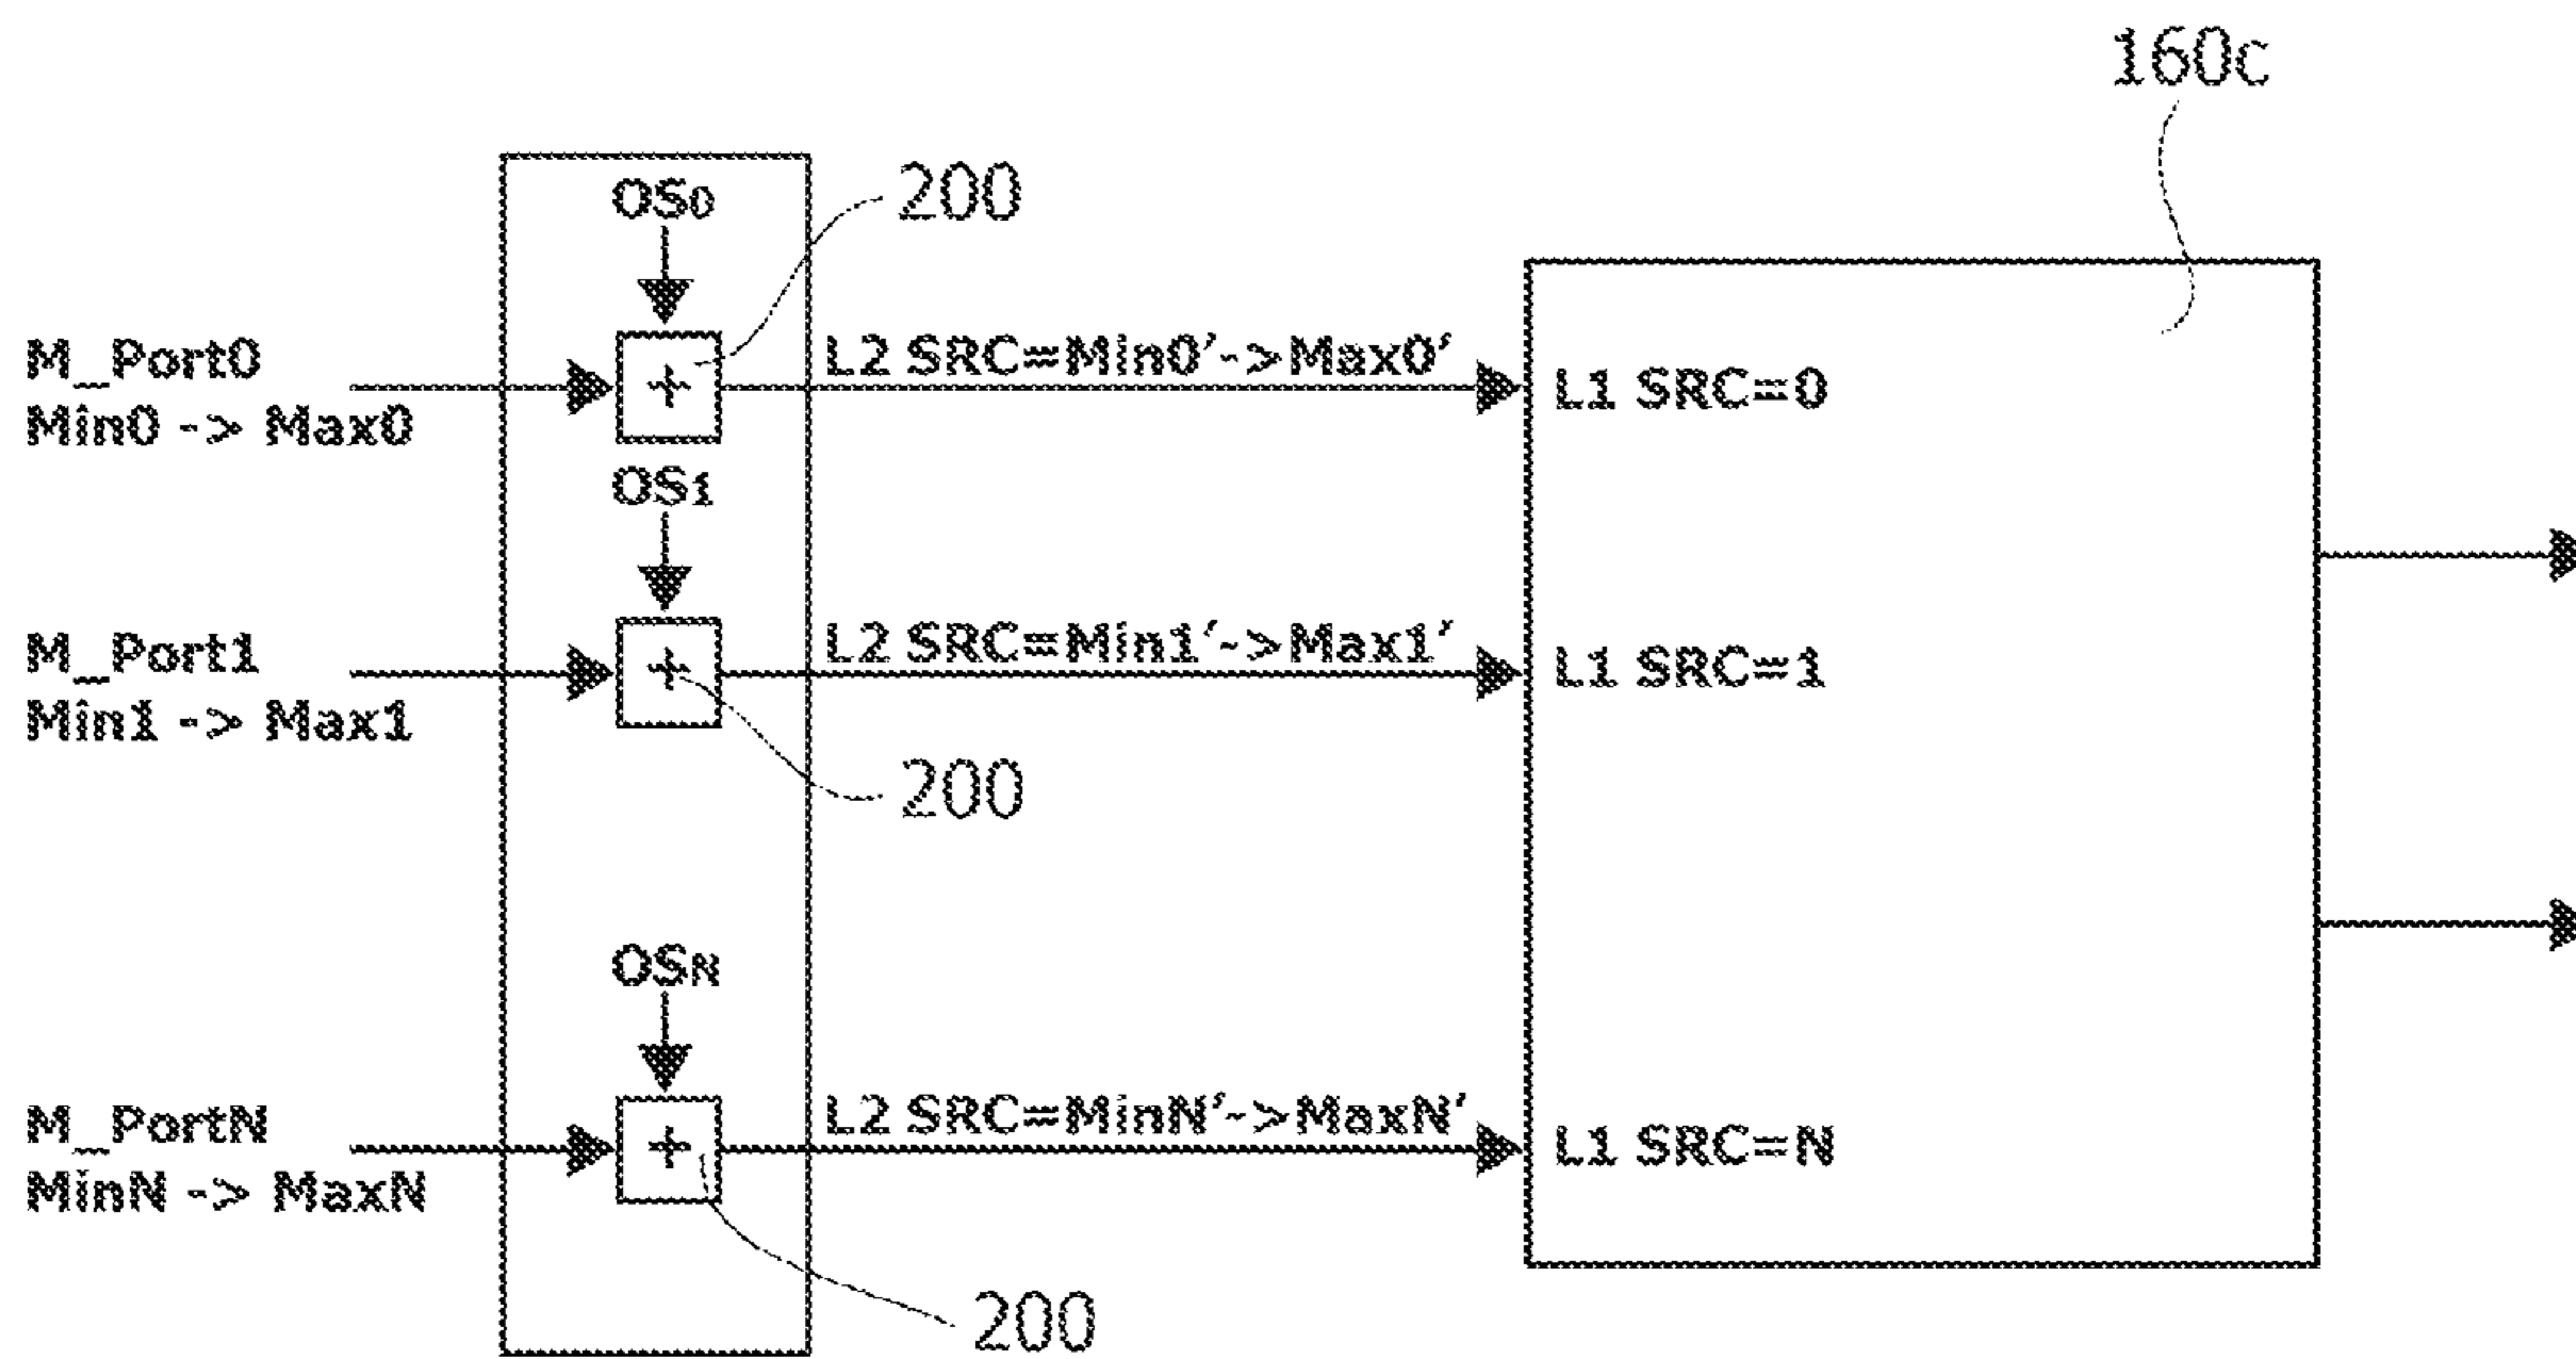 160c
OS0
200
M_Port0
Min0 -> Max0
+
L2 SRC=Min0’->Max0’
L1 SRC=0
OS1
M_Port1
Min1 -> Max1
+
L2 SRC=Min1’->Max1’
L1 SRC=1
200
OSN
M_PortN
MinN -> MaxN
+
L2 SRC=MinN’->MaxN’
L1 SRC=N
200